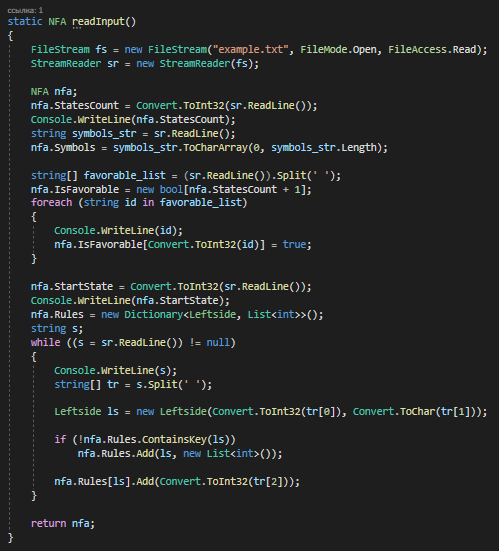 ссылка: 1
static NFA readInput()
{
FileStream fs = new FileStream("example.txt", FileMode.Open, FileAccess.Read);
StreamReader sr = new StreamReader(fs);
NFA nfa;
nfa.StatesCount = Convert.ToInt32(sr.ReadLine());
Console.WriteLine(nfa.StatesCount);
string symbols_str = sr.ReadLine();
nfa.Symbols = symbols_str.ToCharArray(0, symbols_str.Length);
string[] favorable_list = (sr.ReadLine()).Split(' ');
nfa.IsFavorable = new bool[nfa.StatesCount + 1];
foreach (string id in favorable_list)
{
Console.WriteLine(id);
nfa.IsFavorable[Convert.ToInt32(id)] = true;
}
nfa.StartState = Convert.ToInt32(sr.ReadLine());
Console.WriteLine(nfa.StartState);
nfa.Rules = new Dictionary<Leftside, List<int>>();
string s;
while ((s = sr.ReadLine()) != null)
{
Console.WriteLine(s);
string[] tr = s.Split(' ');
Leftside ls = new Leftside(Convert.ToInt32(tr[0]), Convert.ToChar(tr[1]));
if (!nfa.Rules.ContainsKey(ls))
nfa.Rules.Add(ls, new List<int>());
nfa.Rules[ls].Add(Convert.ToInt32(tr[2]));
}
return nfa;
}